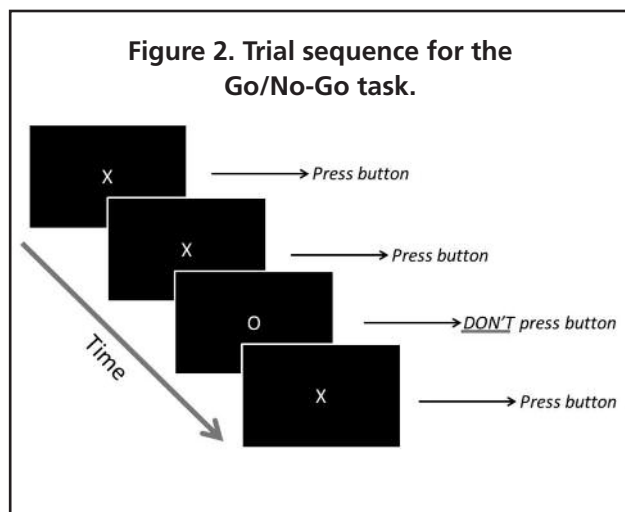 Figure 2. Trial sequence for the
Go/No-Go task.
X
Press button
X
Press button
O
DON'T press button
X
Press button
Time